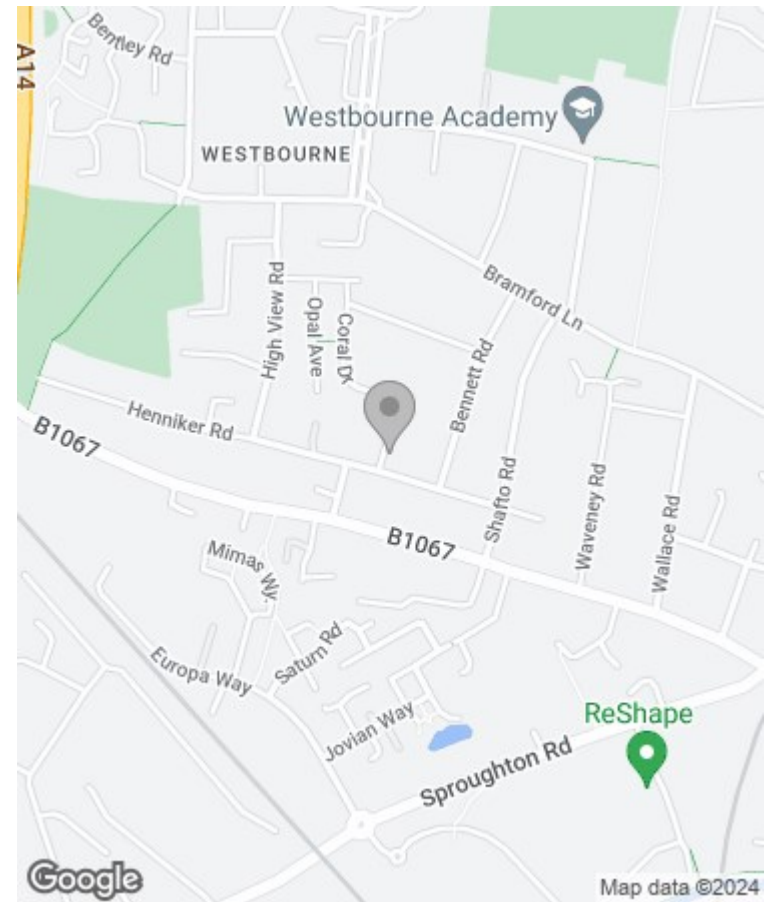 Bentley Rd
A14
Westbourne Academy
WESTBOURNE
Bramford Ln
High View Rd
Opal Ave
Coral Dr
Bennett Rd
Henniker Rd
B1067
Shafto Rd
Waveney Rd
Wallace Rd
B1067
Mimas Wy.
Saturn Rd
Europa Way
Jovian Way
ReShape
Sproughton Rd
Google
Map data ©2024